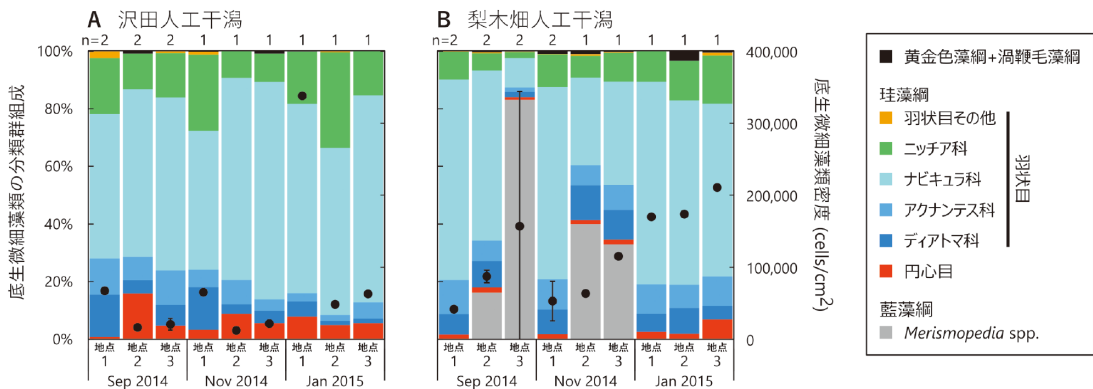 A 沢田人工干潟
n=2 2 2 2 1 1 1 1 1
100%
80%
60%
40%
20%
0%
底生微細藻類の分類群組成
地点 地点 地点 地点 地点 地点 地点 地点 地点
1 2 3 1 2 3 1 2 3
Sep 2014 Nov 2014 Jan 2015
B 梨木畑人工干潟
n=2 2 2 2 1 1 1 1 1
400,000
300,000
200,000
100,000
0
底生微細藻類密度 (cells/cm2)
地点 地点 地点 地点 地点 地点 地点 地点 地点
1 2 3 1 2 3 1 2 3
Sep 2014 Nov 2014 Jan 2015
黄金色藻綱+渦鞭毛藻綱
珪藻綱
羽状目その他
ニッチア科
ナビキュラ科
アクナンテス科
ディアトマ科
羽状目
円心目
藍藻綱
Merismopedia spp.